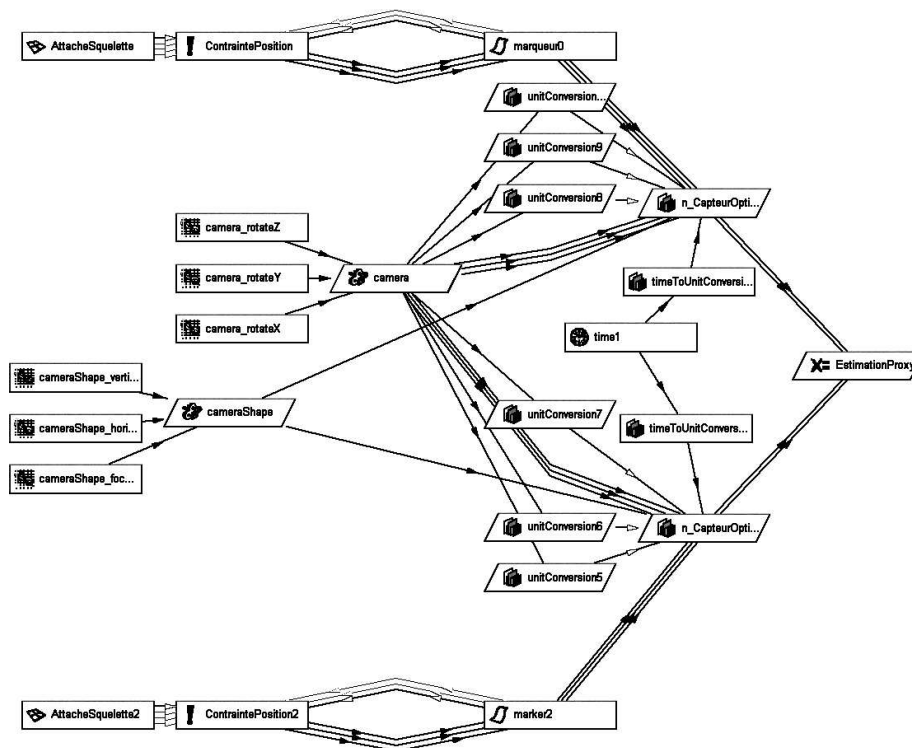 AttacheSquelette
ContraintePosition
marqueur0
unitConversion...
unitConversion9
unitConversion8
n_CapteurOpti...
camera_rotateZ
camera_rotateY
camera
timeToUnitConversi...
camera_rotateX
time1
cameraShape_verti...
X= EstimationProxy
cameraShape
unitConversion7
cameraShape_hori...
timeToUnitConvers...
cameraShape_foc...
unitConversion6
n_CapteurOpti...
unitConversion5
AttacheSquelette2
ContraintePosition2
marker2